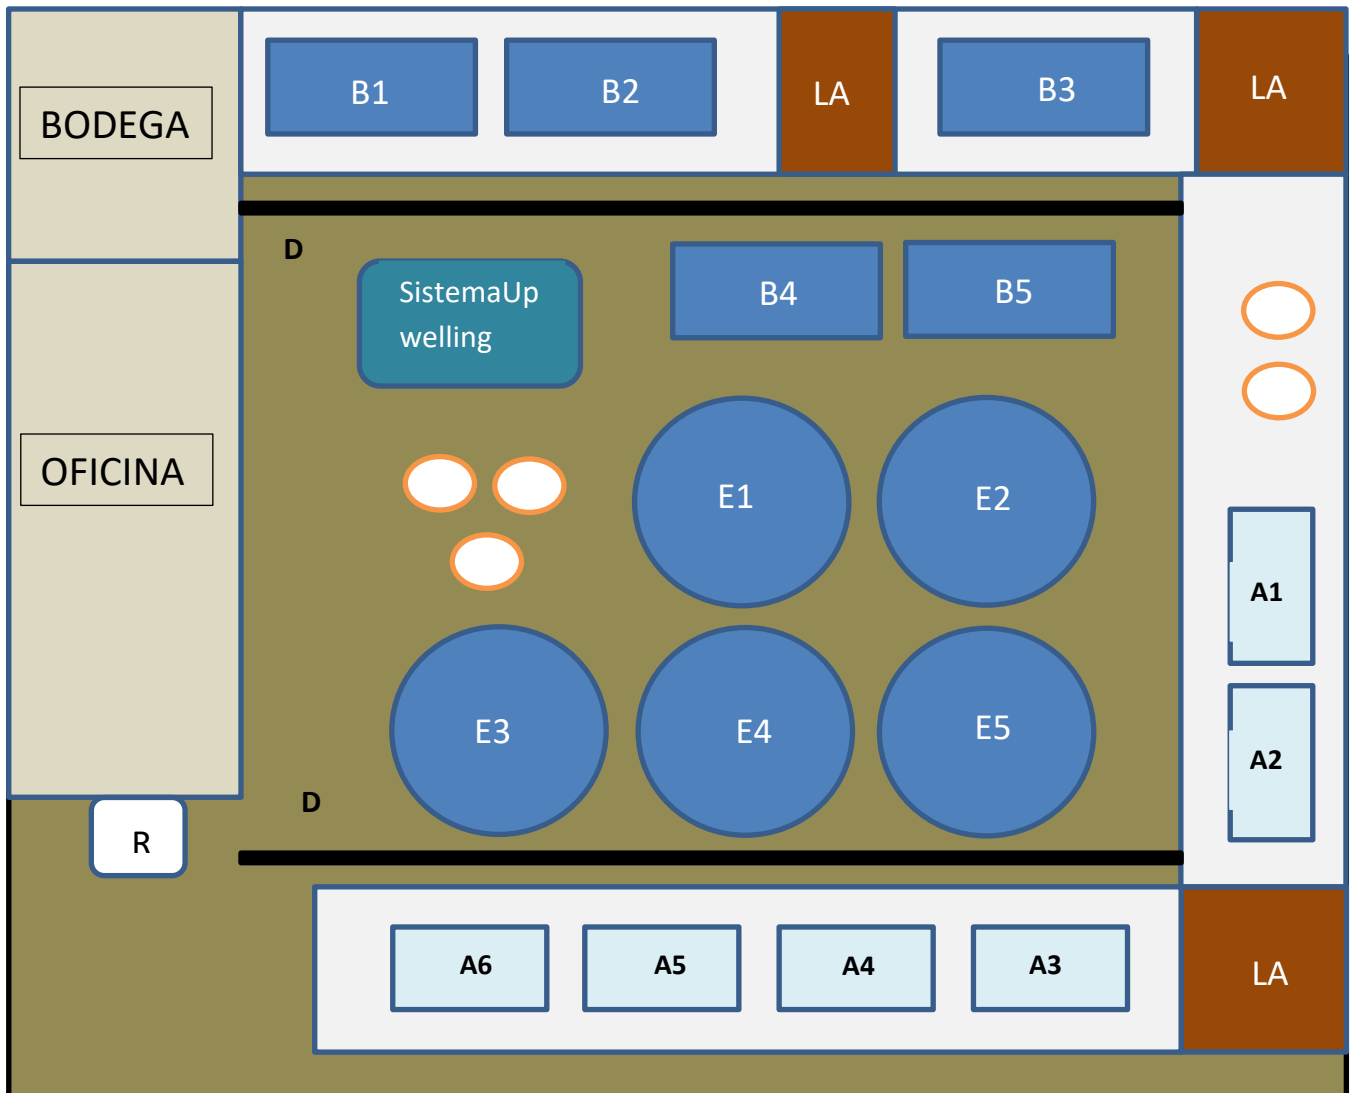 B1
B2
LA
B3
LA
BODEGA
D
SistemaUp
welling
B4
B5
OFICINA
E1
E2
A1
E3
E4
E5
A2
D
R
A6
A5
A4
A3
LA